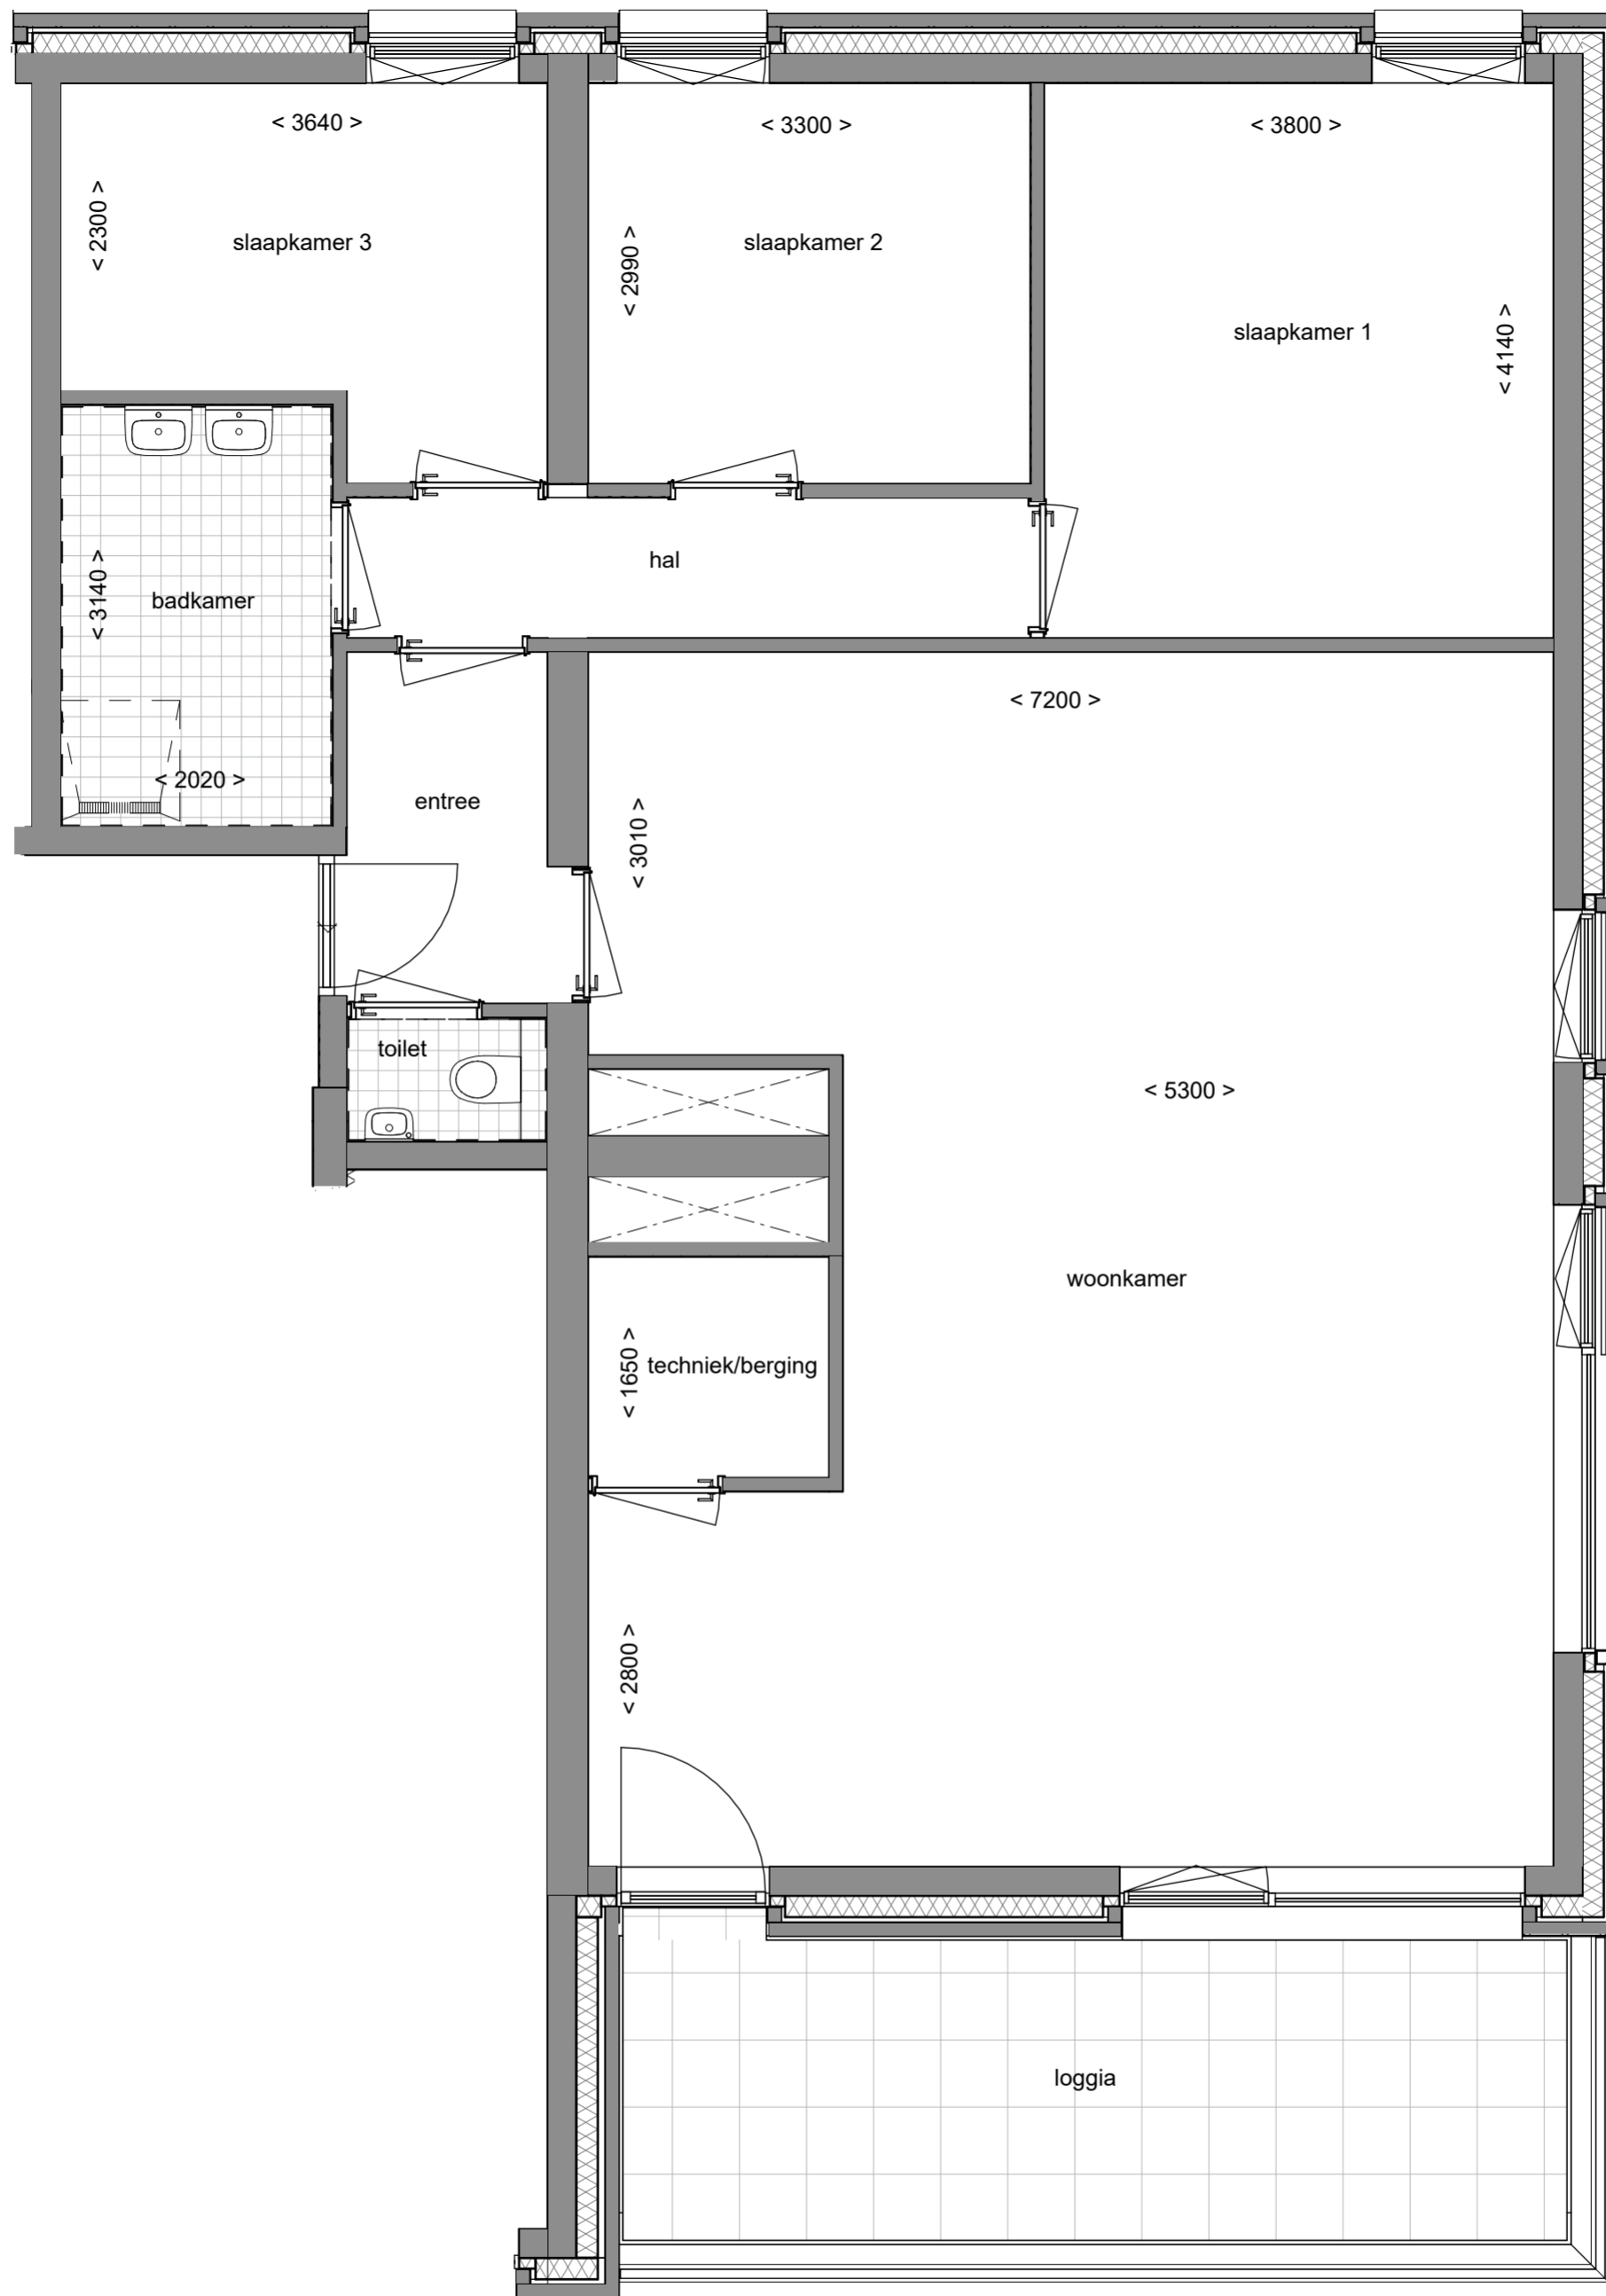 < 3640 >
< 3300 >
< 3800 >
< 2300 >
slaapkamer 3
< 2990 >
slaapkamer 2
slaapkamer 1
< 4140 >
hal
< 3140 >
badkamer
< 7200 >
< 2020 >
entree
< 3010 >
toilet
< 5300 >
woonkamer
< 1650 >
techniek/berging
< 2800 >
loggia